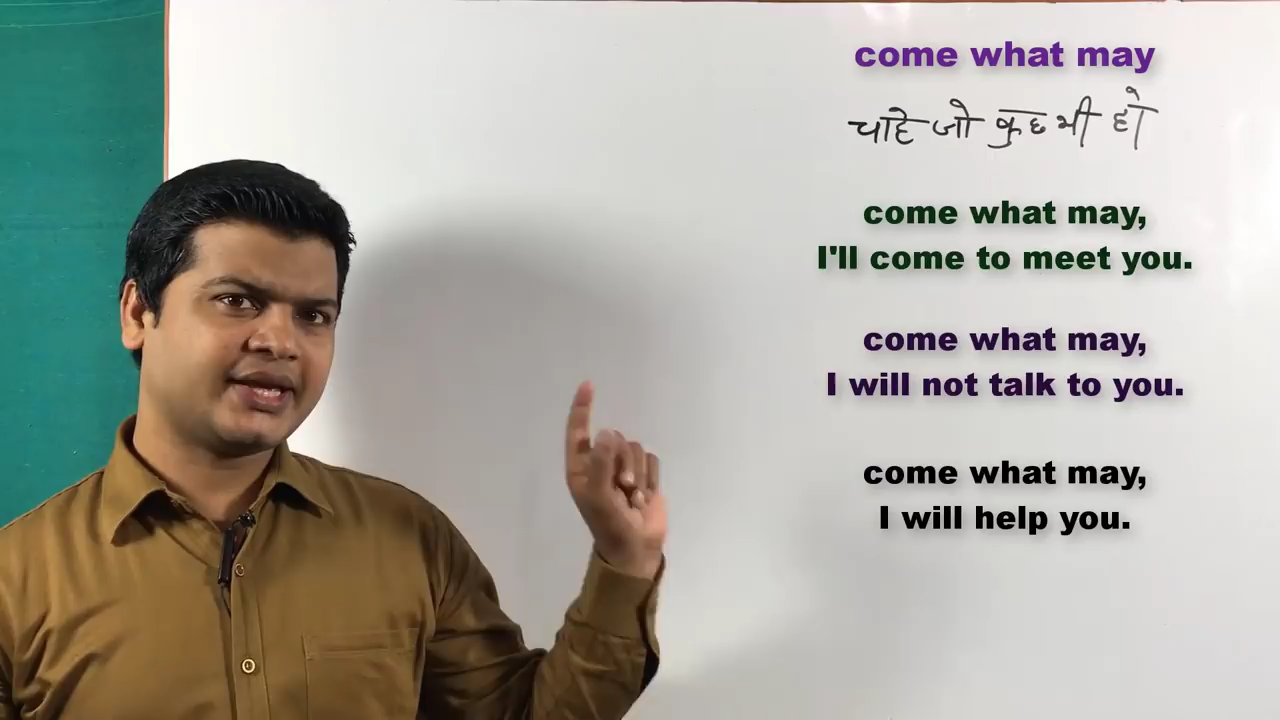 come what may
चाहे जो कुछ भी हो
come what may,
I'll come to meet you.
come what may,
I will not talk to you.
come what may,
I will help you.